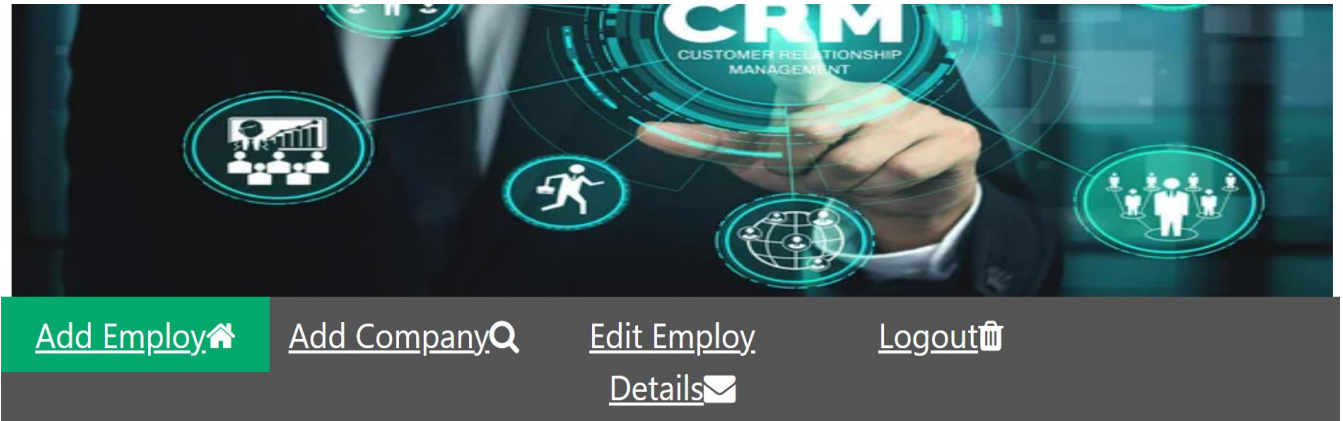 CRM
CUSTOMER RELATIONSHIP
MANAGEMENT
Add Employ Add Company Edit Employ Logout
Details